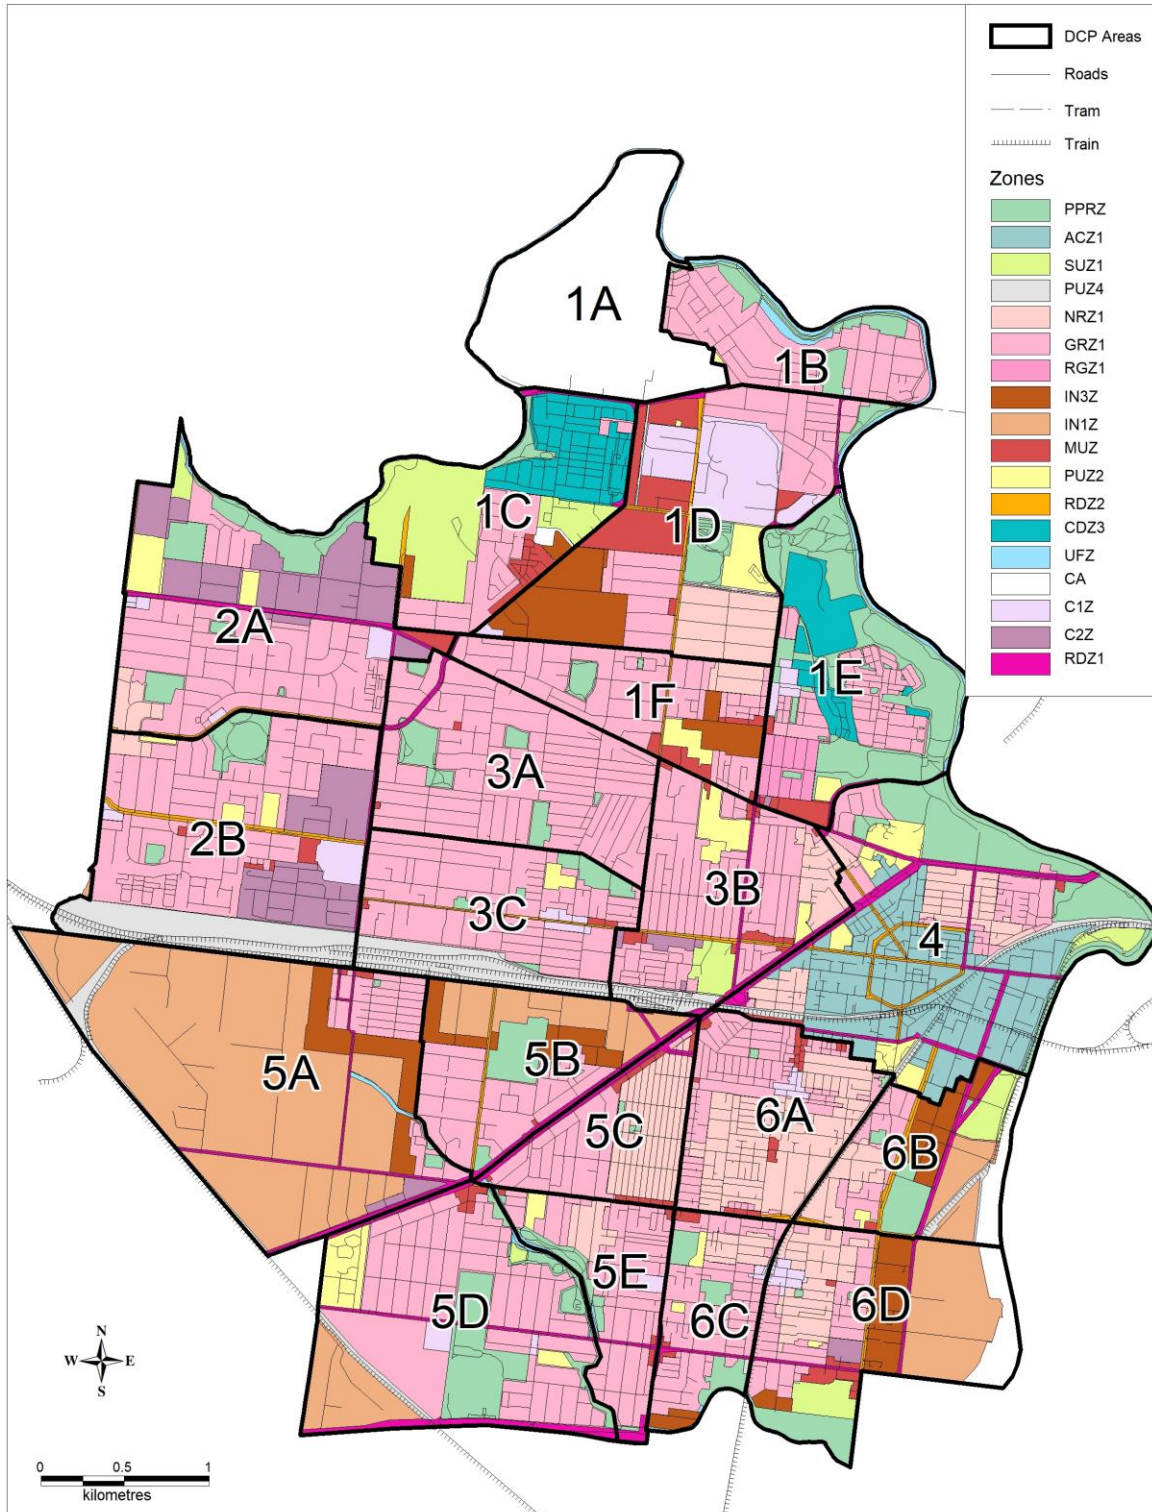 DCP Areas
Roads
Tram
Train
Zones
PPRZ
ACZ1
SUZ1
PUZ4
NRZ1
GRZ1
RGZ1
IN3Z
IN1Z
MUZ
PUZ2
RDZ2
CDZ3
UFZ
CA
C1Z
C2Z
RDZ1
1A
1B
1C
1D
2A
1E
1F
3A
2B
3B
3C
4
5A
5B
5C
6A
6B
5E
5D
6C
6D
N
W E
S
0 0.5 1
kilometres